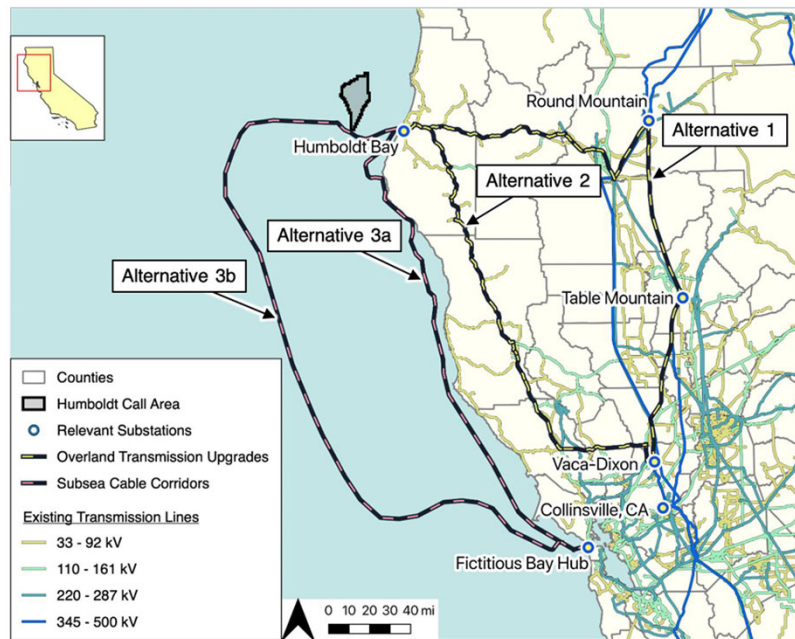 Round Mountain
Alternative 1
Humboldt Bay
Alternative 2
Alternative 3a
Alternative 3b
Table Mountain
Counties
Humboldt Call Area
Relevant Substations
Overland Transmission Upgrades
Subsea Cable Corridors
Existing Transmission Lines
33 - 92 kV
110 - 161 kV
220 - 287 kV
345 - 500 kV
Vaca-Dixon
Collinsville, CA
Fictitious Bay Hub
0 10 20 30 40 mi